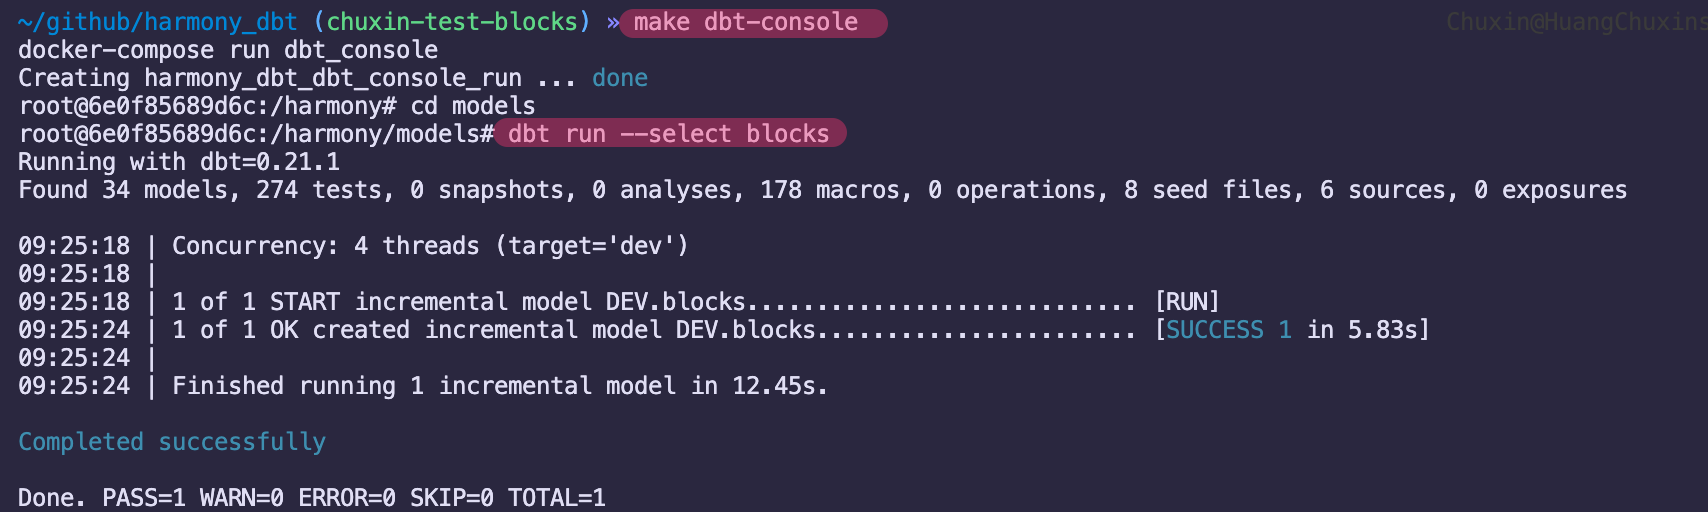 ~/github/harmony_dbt (chuxin-test-blocks) » make dbt-console Chuxin@HuangChuxins
docker-compose run dbt_console
Creating harmony_dbt_dbt_console_run ... done
root@6e0f85689d6c:/harmony# cd models
root@6e0f85689d6c:/harmony/models# dbt run --select blocks
Running with dbt=0.21.1
Found 34 models, 274 tests, 0 snapshots, 0 analyses, 178 macros, 0 operations, 8 seed files, 6 sources, 0 exposures
09:25:18 | Concurrency: 4 threads (target='dev')
09:25:18 |
09:25:18 | 1 of 1 START incremental model DEV.blocks............................ [RUN]
09:25:24 | 1 of 1 OK created incremental model DEV.blocks....................... [SUCCESS 1 in 5.83s]
09:25:24 |
09:25:24 | Finished running 1 incremental model in 12.45s.
Completed successfully
Done. PASS=1 WARN=0 ERROR=0 SKIP=0 TOTAL=1